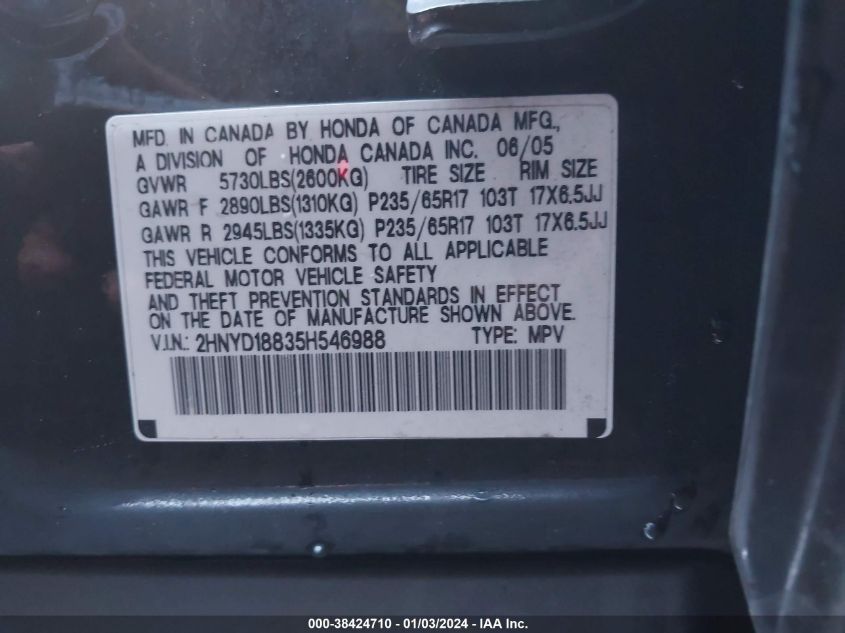 MFD. IN CANADA BY HONDA OF CANADA MFG.,
A DIVISION OF HONDA CANADA INC. 06/05
GVWR 5730LBS(2600KG) TIRE SIZE RIM SIZE
GAWR F 2890LBS(1310KG) P235/65R17 103T 17X6.5JJ
GAWR R 2945LBS(1335KG) P235/65R17 103T 17X6.5JJ
THIS VEHICLE CONFORMS TO ALL APPLICABLE
FEDERAL MOTOR VEHICLE SAFETY
AND THEFT PREVENTION STANDARDS IN EFFECT
ON THE DATE OF MANUFACTURE SHOWN ABOVE.
V.I.N.: 2HNYD18835H546988 TYPE: MPV
000-38424710 - 01/03/2024 - IAA Inc.